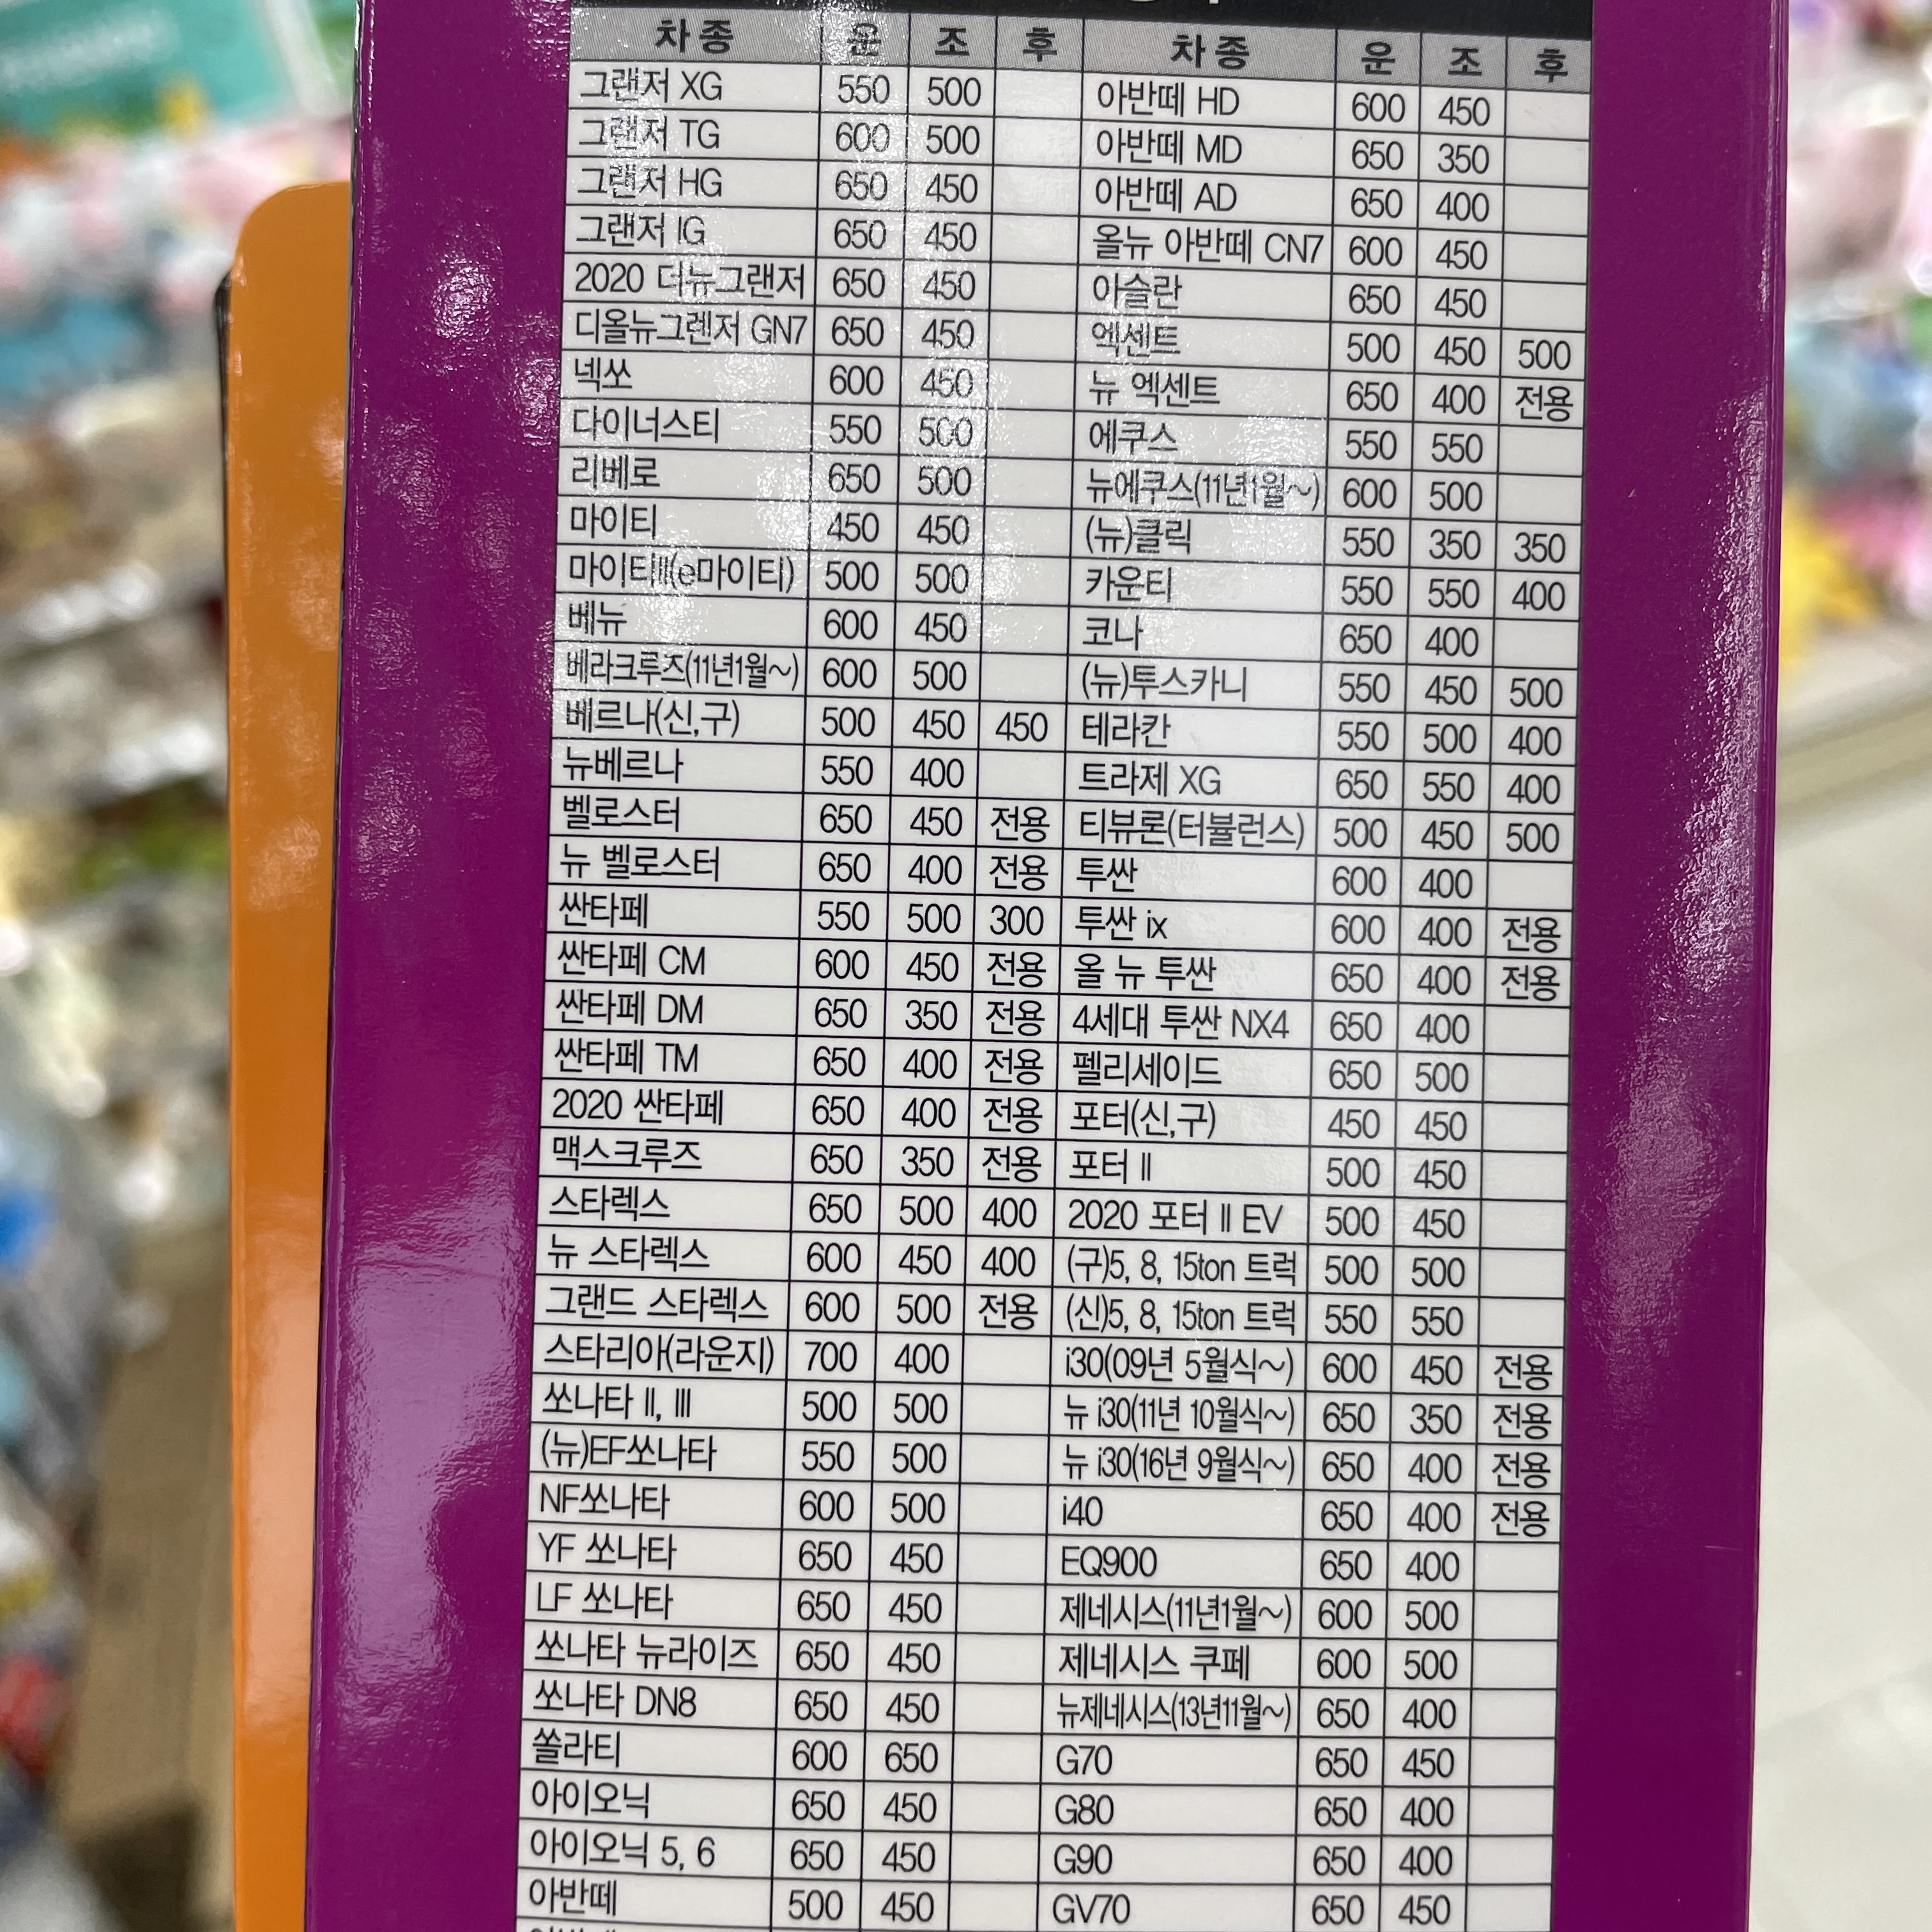 차종 운 조 후 차종 운 조 후
그랜저 XG 550 500 아반떼 HD 600 450
그랜저 TG 600 500 아반떼 MD 650 350
그랜저 HG 650 450 아반떼 AD 650 400
그랜저 IG 650 450 올뉴 아반떼 CN7 600 450
2020 더뉴그랜저 650 450 아슬란 650 450
디올뉴그렌저 GN7 650 450 엑센트 500 450 500
넥쏘 600 450 뉴 엑센트 650 400 전용
다이너스티 550 500 에쿠스 550 550
리베로 650 500 뉴에쿠스(11년1월~) 600 500
마이티 450 450 (뉴)클릭 550 350 350
마이티II(e마이티) 500 500 카운티 550 550 400
베뉴 600 450 코나 650 400
베라크루즈(11년1월~) 600 500 (뉴)투스카니 550 450 500
베르나(신,구) 500 450 450 테라칸 550 500 400
뉴베르나 550 400 트라제 XG 650 550 400
벨로스터 650 450 전용 티뷰론(터뷸런스) 500 450 500
뉴 벨로스터 650 400 전용 투싼 600 400
싼타페 550 500 300 투싼 ix 600 400 전용
싼타페 CM 600 450 전용 올 뉴 투싼 650 400 전용
싼타페 DM 650 350 전용 4세대 투싼 NX4 650 400
싼타페 TM 650 400 전용 펠리세이드 650 500
2020 싼타페 650 400 전용 포터(신,구) 450 450
맥스크루즈 650 350 전용 포터 II 500 450
스타렉스 650 500 400 2020 포터 II EV 500 450
뉴 스타렉스 600 450 400 (구)5, 8, 15ton 트럭 500 500
그랜드 스타렉스 600 500 전용 (신)5, 8, 15ton 트럭 550 550
스타리아(라운지) 700 400 i30(09년 5월식~) 600 450 전용
쏘나타 II, III 500 500 뉴 i30(11년 10월식~) 650 350 전용
(뉴)EF쏘나타 550 500 뉴 i30(16년 9월식~) 650 400 전용
NF쏘나타 600 500 i40 650 400 전용
YF 쏘나타 650 450 EQ900 650 400
LF 쏘나타 650 450 제네시스(11년1월~) 600 500
쏘나타 뉴라이즈 650 450 제네시스 쿠페 600 500
쏘나타 DN8 650 450 뉴제네시스(13년11월~) 650 400
쏠라티 600 650 G70 650 450
아이오닉 650 450 G80 650 400
아이오닉 5, 6 650 450 G90 650 400
아반떼 500 450 GV70 650 450